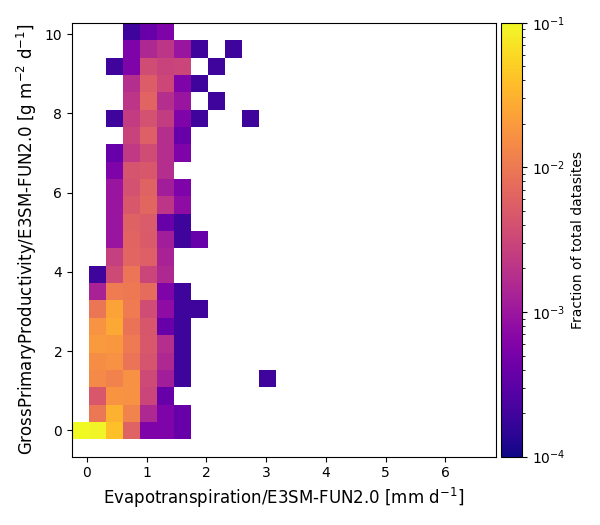 GrossPrimaryProductivity/E3SM-FUN2.0 [g m⁻² d⁻¹]
10
8
6
4
2
0
0 1 2 3 4 5 6
Evapotranspiration/E3SM-FUN2.0 [mm d⁻¹]
10⁻¹
10⁻²
10⁻³
10⁻⁴
Fraction of total datasites